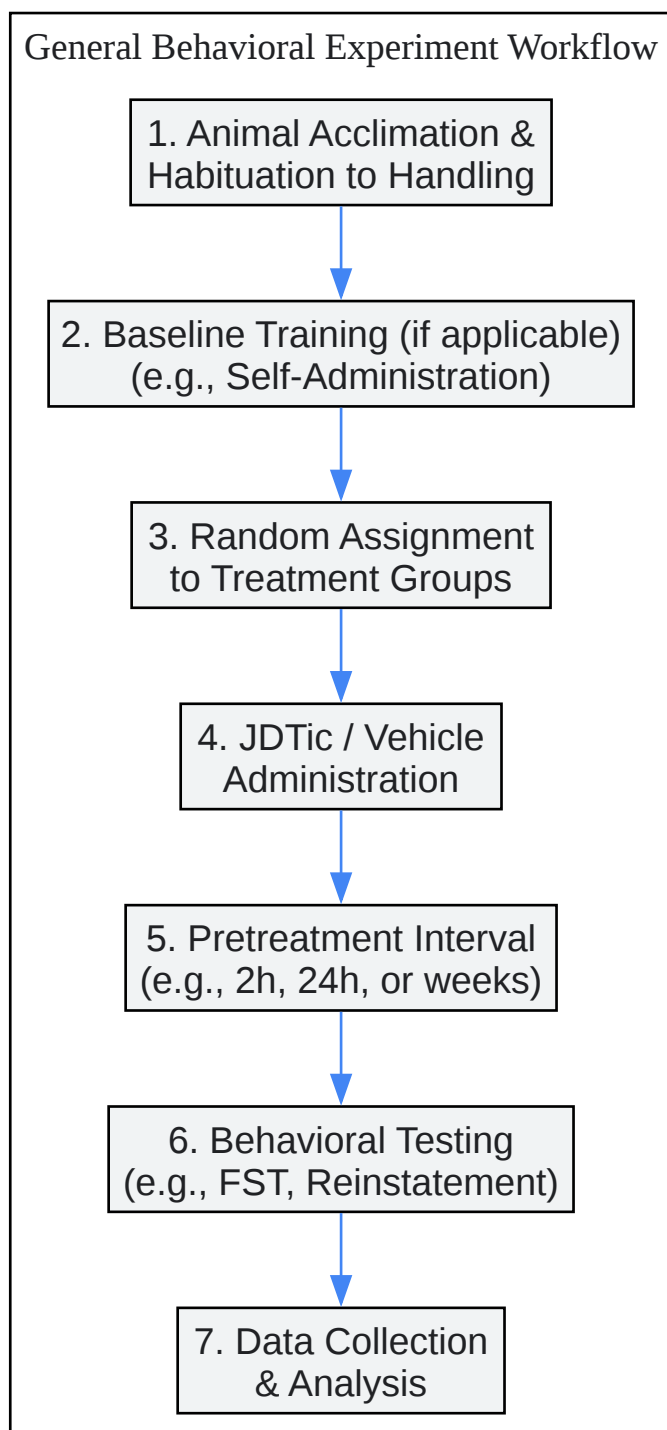 General Behavioral Experiment Workflow
1. Animal Acclimation &
Habituation to Handling
2. Baseline Training (if applicable)
(e.g., Self-Administration)
3. Random Assignment
to Treatment Groups
4. JDTic / Vehicle
Administration
5. Pretreatment Interval
(e.g., 2h, 24h, or weeks)
6. Behavioral Testing
(e.g., FST, Reinstatement)
7. Data Collection
& Analysis